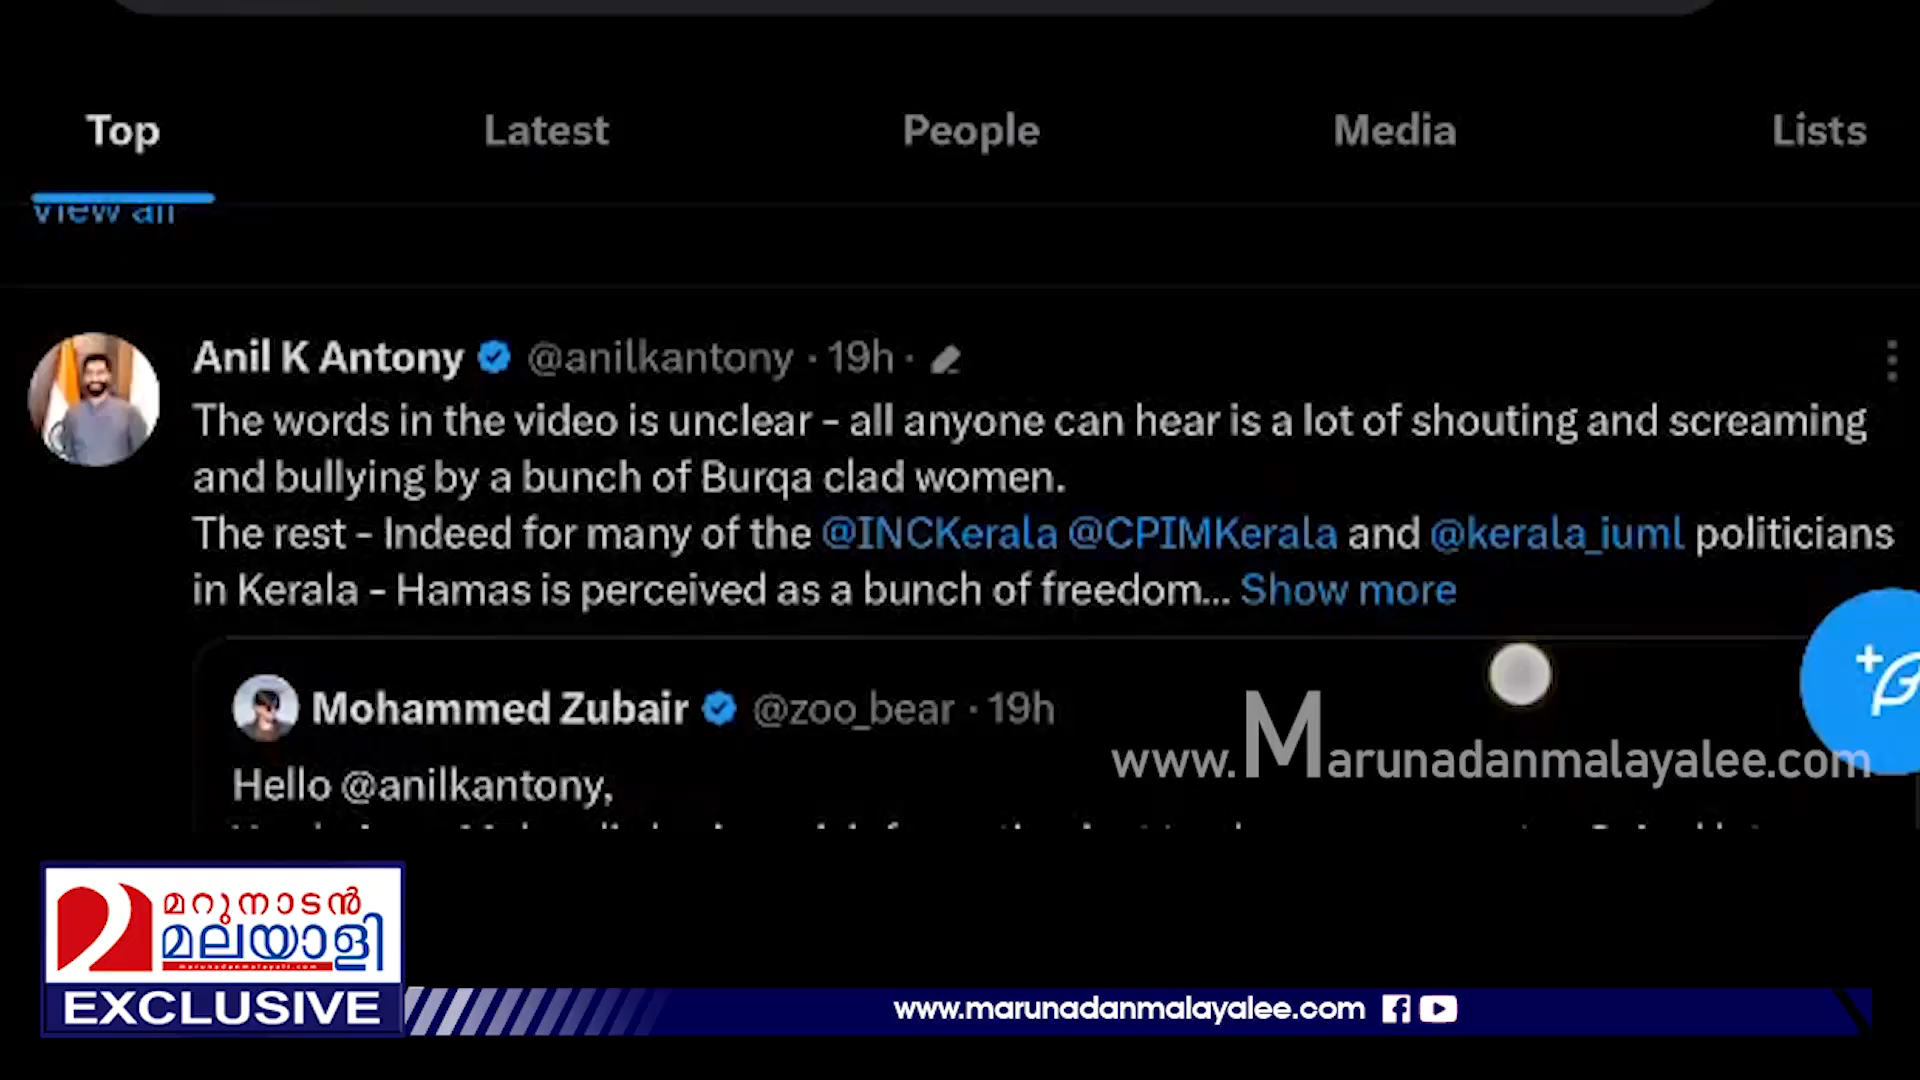 Top Latest People Media Lists
View all
Anil K Antony @anilkantony · 19h ·
The words in the video is unclear - all anyone can hear is a lot of shouting and screaming
and bullying by a bunch of Burqa clad women.
The rest - Indeed for many of the @INCKerala @CPIMKerala and @kerala_iuml politicians
in Kerala - Hamas is perceived as a bunch of freedom... Show more
Mohammed Zubair @zoo_bear · 19h
www.Marunadanmalayalee.com
Hello @anilkantony,
മറുനാടൻ
മലയാളി
EXCLUSIVE
www.marunadanmalayalee.com